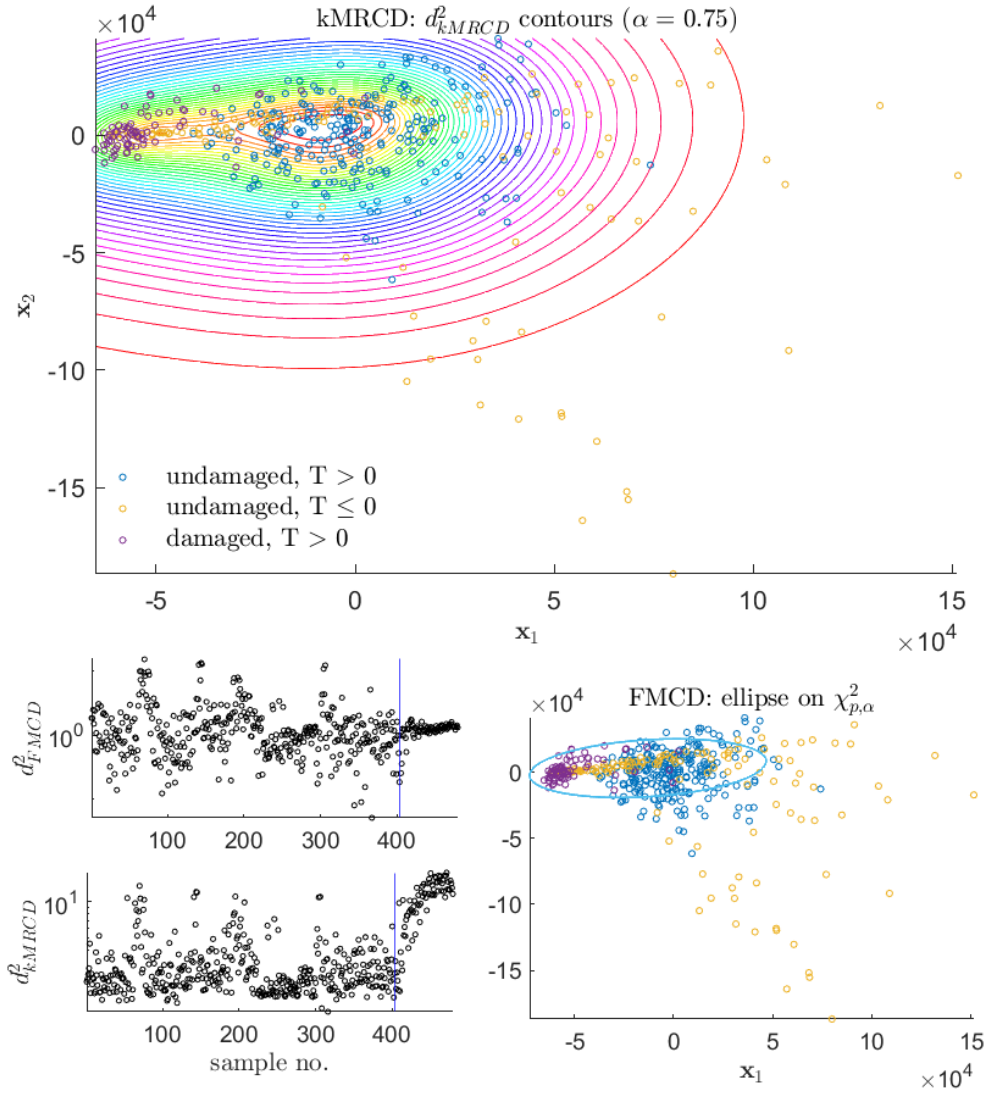 ×10⁴
kMRCD: d²kMRCD contours (α = 0.75)
0
-5
-10
-15
x₂
undamaged, T > 0
undamaged, T ≤ 0
damaged, T > 0
-5 0 5 10 15
x₁
×10⁴
d²FMCD
10⁰
100 200 300 400
d²kMRCD
10¹
100 200 300 400
sample no.
×10⁴
FMCD: ellipse on χ²p,α
0
-5
-10
-15
-5 0 5 10 15
x₁
×10⁴